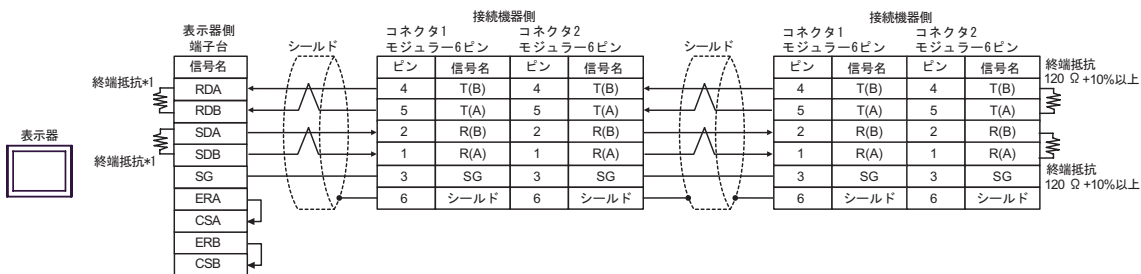 接続機器側
接続機器側
表示器側
端子台
シールド
コネクタ1
モジュラー6ピン
コネクタ2
モジュラー6ピン
シールド
コネクタ1
モジュラー6ピン
コネクタ2
モジュラー6ピン
信号名 ピン 信号名 ピン 信号名 ピン 信号名 ピン 信号名
終端抵抗*1
終端抵抗
120 Ω +10%以上
RDA 4 T(B) 4 T(B) 4 T(B) 4 T(B)
RDB 5 T(A) 5 T(A) 5 T(A) 5 T(A)
表示器
SDA 2 R(B) 2 R(B) 2 R(B) 2 R(B)
終端抵抗*1
SDB 1 R(A) 1 R(A) 1 R(A) 1 R(A)
終端抵抗
120 Ω +10%以上
SG 3 SG 3 SG 3 SG 3 SG
ERA 6 シールド 6 シールド 6 シールド 6 シールド
CSA
ERB
CSB